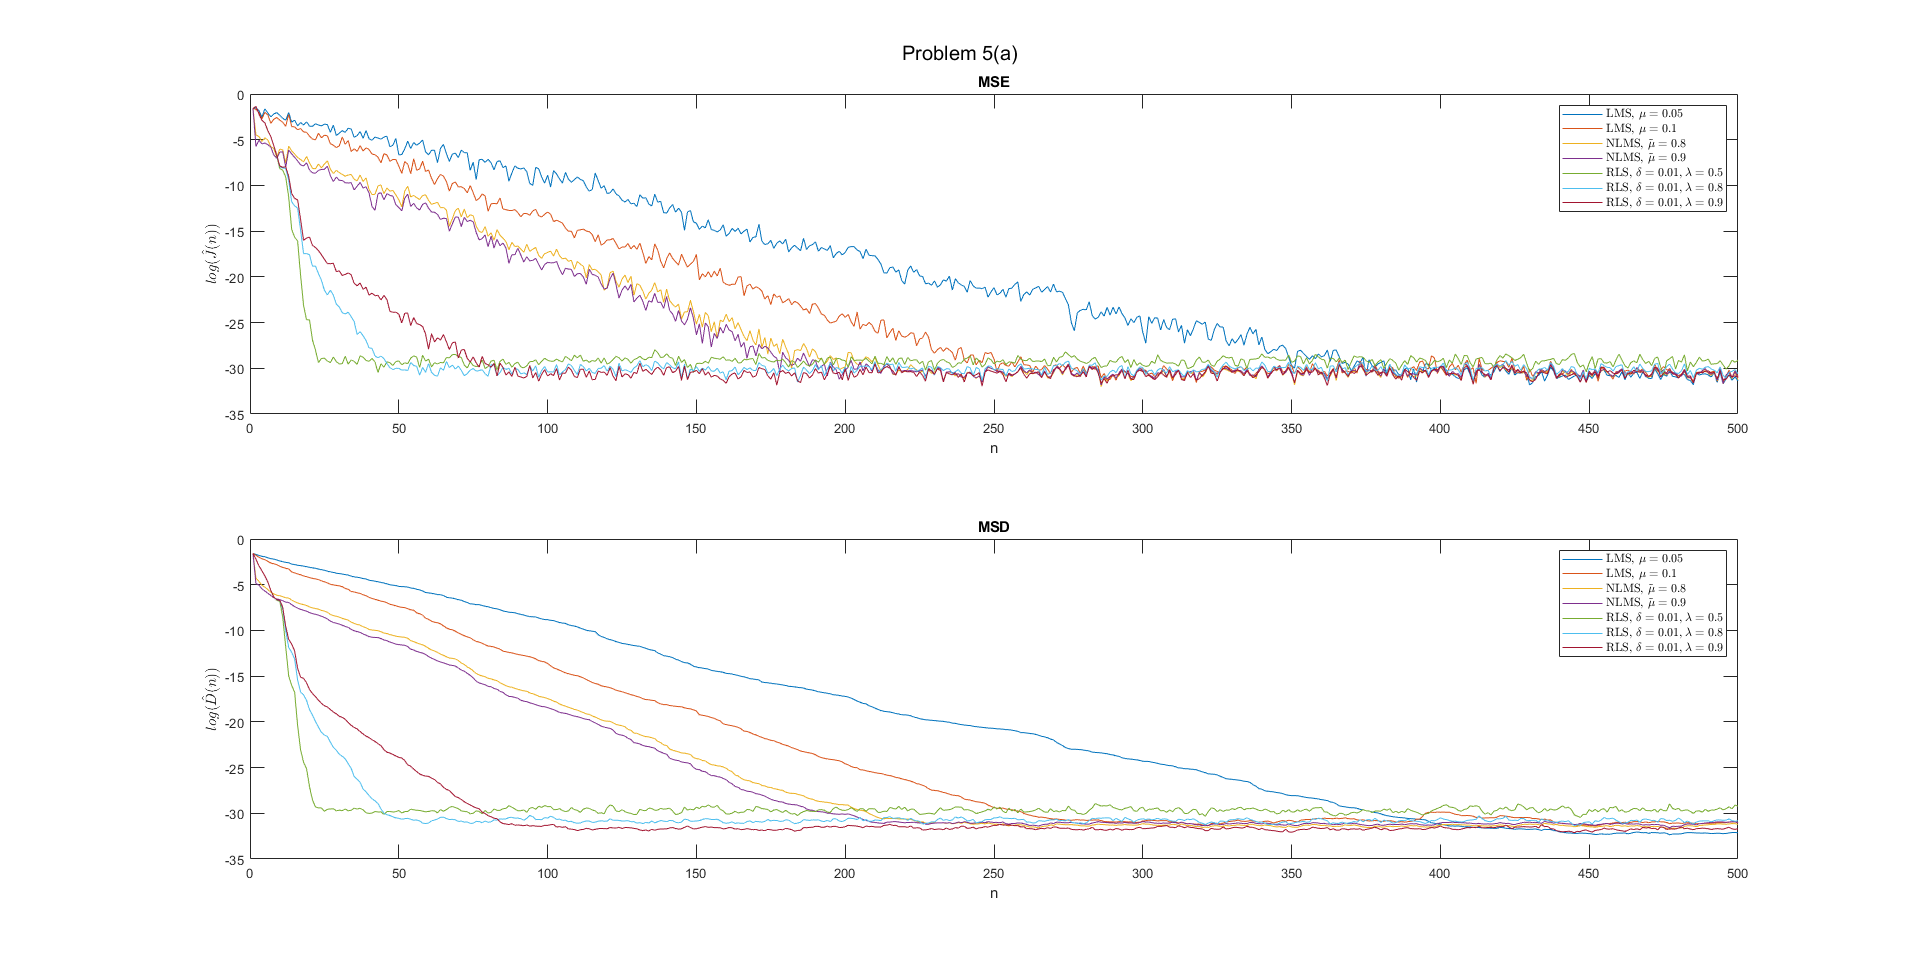 Problem 5(a)
MSE
log(Ĵ(n))
0
-5
-10
-15
-20
-25
-30
-35
LMS, μ = 0.05
LMS, μ = 0.1
NLMS, μ̃ = 0.8
NLMS, μ̃ = 0.9
RLS, δ = 0.01, λ = 0.5
RLS, δ = 0.01, λ = 0.8
RLS, δ = 0.01, λ = 0.9
0 50 100 150 200 250 300 350 400 450 500
n
MSD
log(D̂(n))
0
-5
-10
-15
-20
-25
-30
-35
LMS, μ = 0.05
LMS, μ = 0.1
NLMS, μ̃ = 0.8
NLMS, μ̃ = 0.9
RLS, δ = 0.01, λ = 0.5
RLS, δ = 0.01, λ = 0.8
RLS, δ = 0.01, λ = 0.9
0 50 100 150 200 250 300 350 400 450 500
n